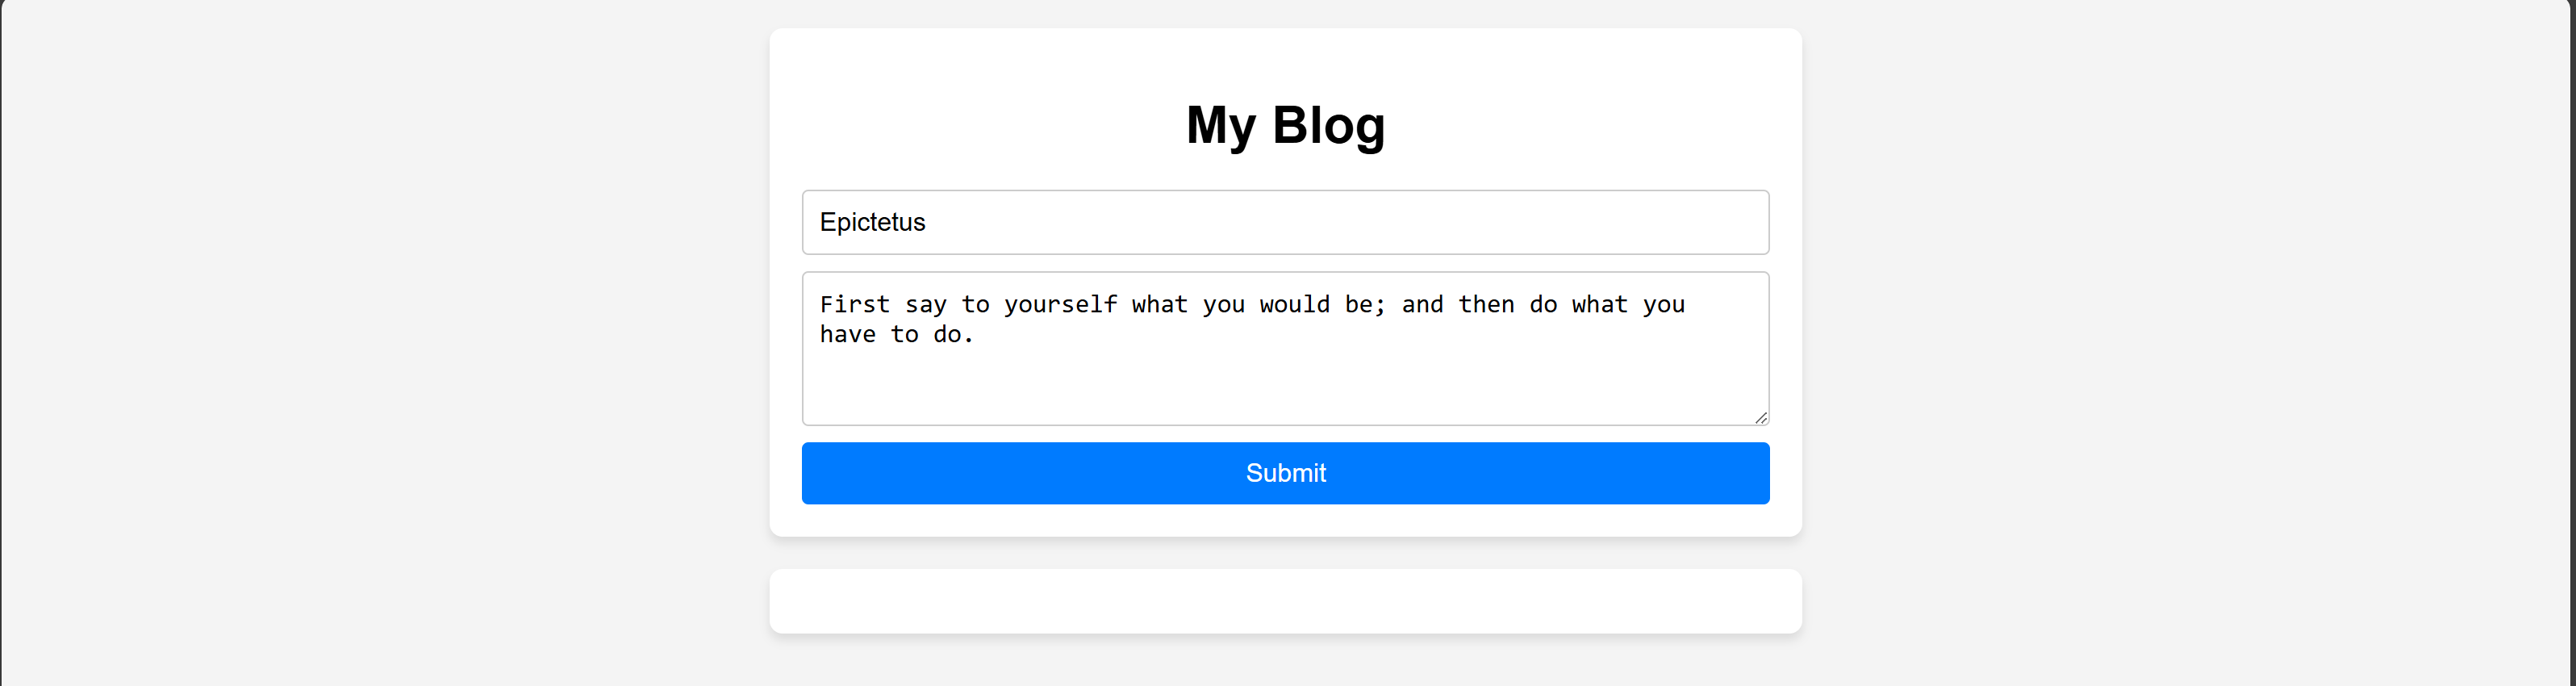 My Blog
Epictetus
First say to yourself what you would be; and then do what you
have to do.
Submit